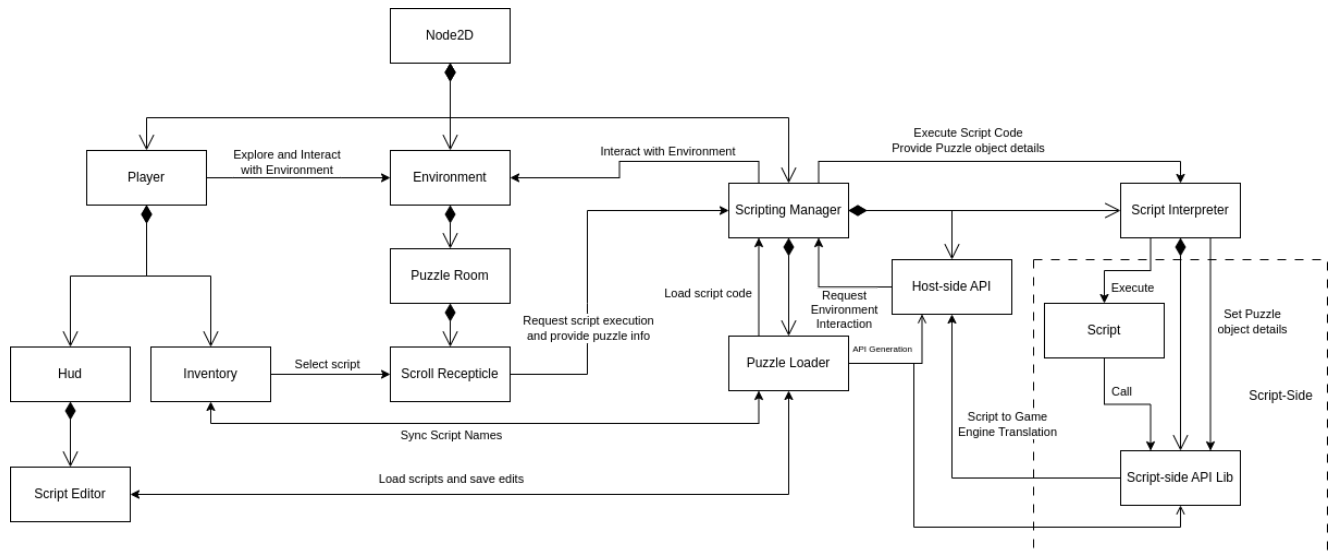 Node2D
Execute Script Code
Provide Puzzle object details
Explore and Interact
with Environment
Interact with Environment
Player
Environment
Scripting Manager
Script Interpreter
Puzzle Room
Host-side API
Execute
Load script code
Request
Environment
Interaction
Script
Set Puzzle
object details
Request script execution
and provide puzzle info
API Generation
Hud
Inventory
Select script
Scroll Recepticle
Puzzle Loader
Call
Script-Side
Script to Game
Engine Translation
Sync Script Names
Load scripts and save edits
Script Editor
Script-side API Lib